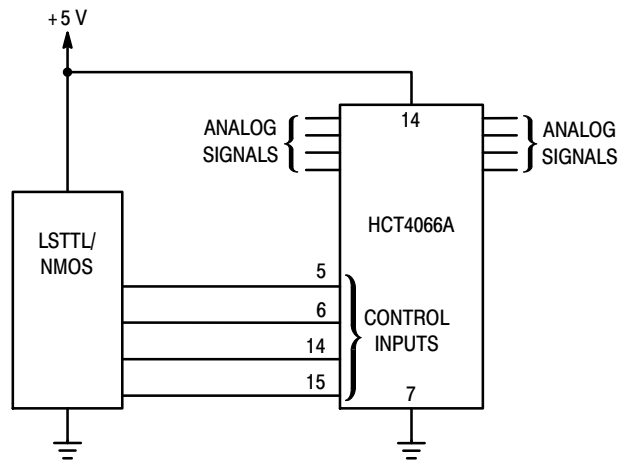 +5 V
14
ANALOG
SIGNALS
ANALOG
SIGNALS
HCT4066A
LSTTL/
NMOS
5
6
14
15
CONTROL
INPUTS
7